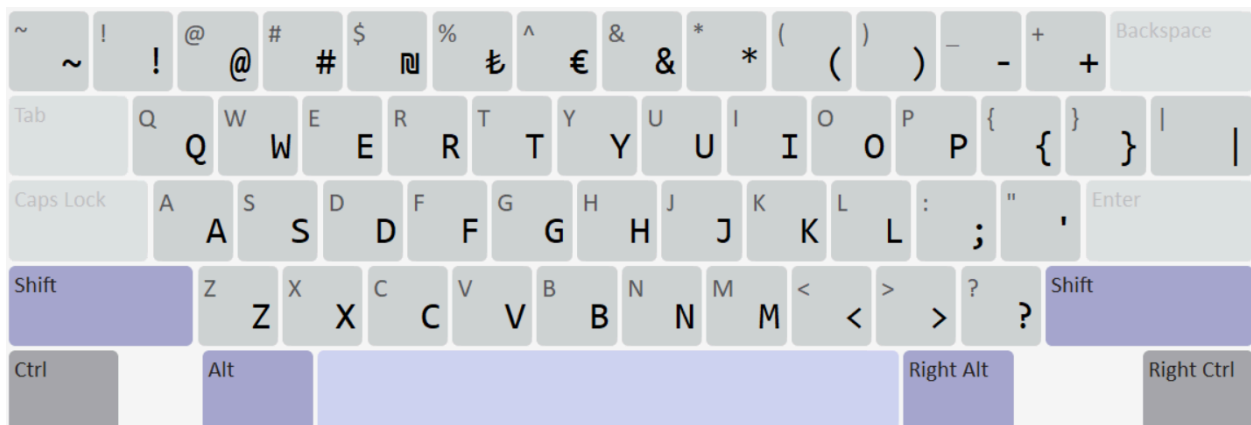 ~ ~ ! ! @ @ # # $ ₪ % ₺ ^ € & & * * ( ( ) ) _ - + + Backspace
Tab Q Q W W E E R R T T Y Y U U I I O O P P { { } } | |
Caps Lock A A S S D D F F G G H H J J K K L L : ; " ' Enter
Shift Z Z X X C C V V B B N N M M < < > > ? ? Shift
Ctrl Alt Right Alt Right Ctrl